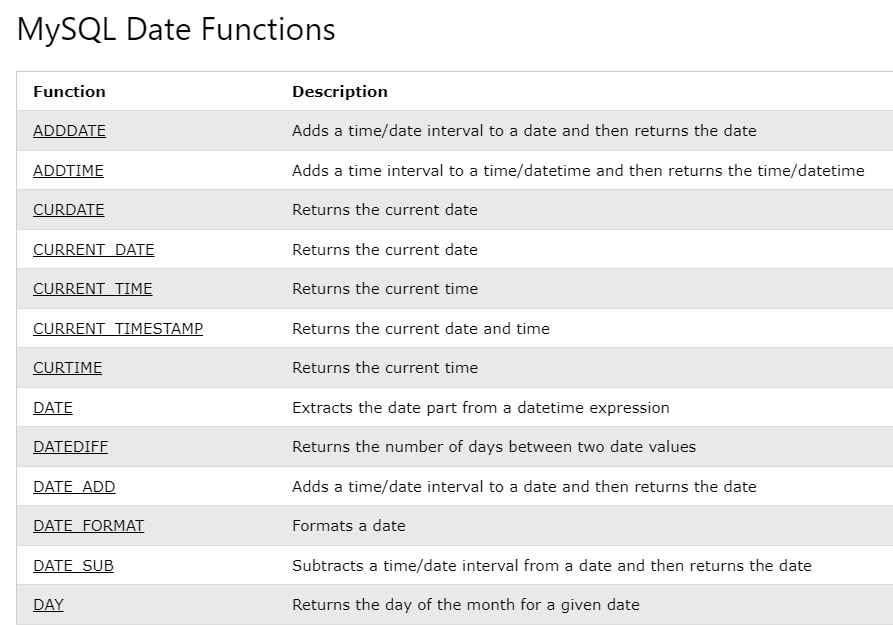 MySQL Date Functions
Function Description
ADDDATE Adds a time/date interval to a date and then returns the date
ADDTIME Adds a time interval to a time/datetime and then returns the time/datetime
CURDATE Returns the current date
CURRENT_DATE Returns the current date
CURRENT_TIME Returns the current time
CURRENT_TIMESTAMP Returns the current date and time
CURTIME Returns the current time
DATE Extracts the date part from a datetime expression
DATEDIFF Returns the number of days between two date values
DATE_ADD Adds a time/date interval to a date and then returns the date
DATE_FORMAT Formats a date
DATE_SUB Subtracts a time/date interval from a date and then returns the date
DAY Returns the day of the month for a given date